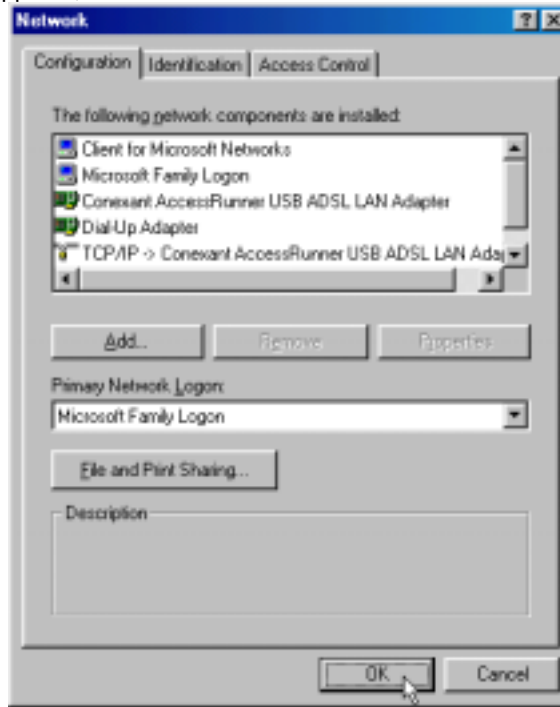 Network
Configuration Identification Access Control
The following network components are installed:
Client for Microsoft Networks
Microsoft Family Logon
Conexant AccessRunner USB ADSL LAN Adapter
Dial-Up Adapter
TCP/IP -> Conexant AccessRunner USB ADSL LAN Adap
Add... Remove Properties
Primary Network Logon:
Microsoft Family Logon
File and Print Sharing...
Description
OK Cancel